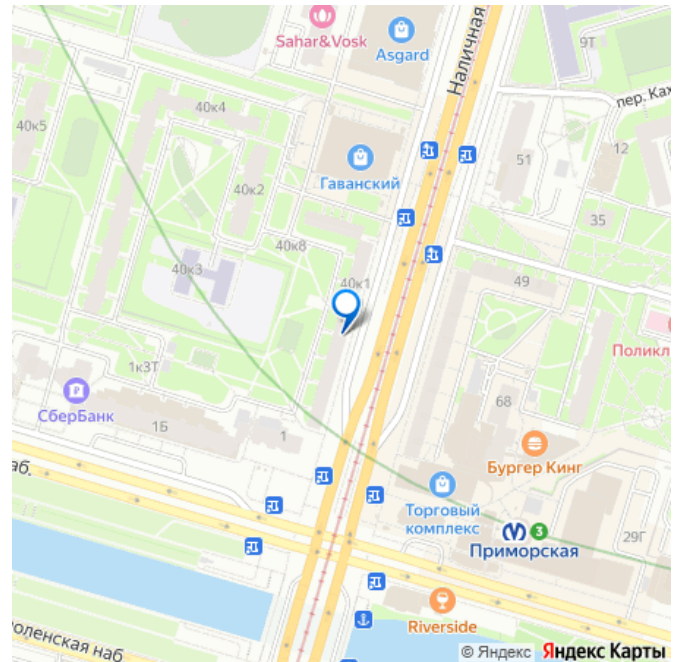 Sahar&Vosk
Asgard
Наличная
9Т
пер. Ках
40к4
40к5
51
12
Гаванский
40к2
35
40к8
40к3
40к1
49
Поликл
1к3Т
СберБанк
68
1Б
1
Бургер Кинг
аб.
Торговый
комплекс
3
Приморская
29Г
Riverside
оленская наб
© Яндекс Яндекс Карты